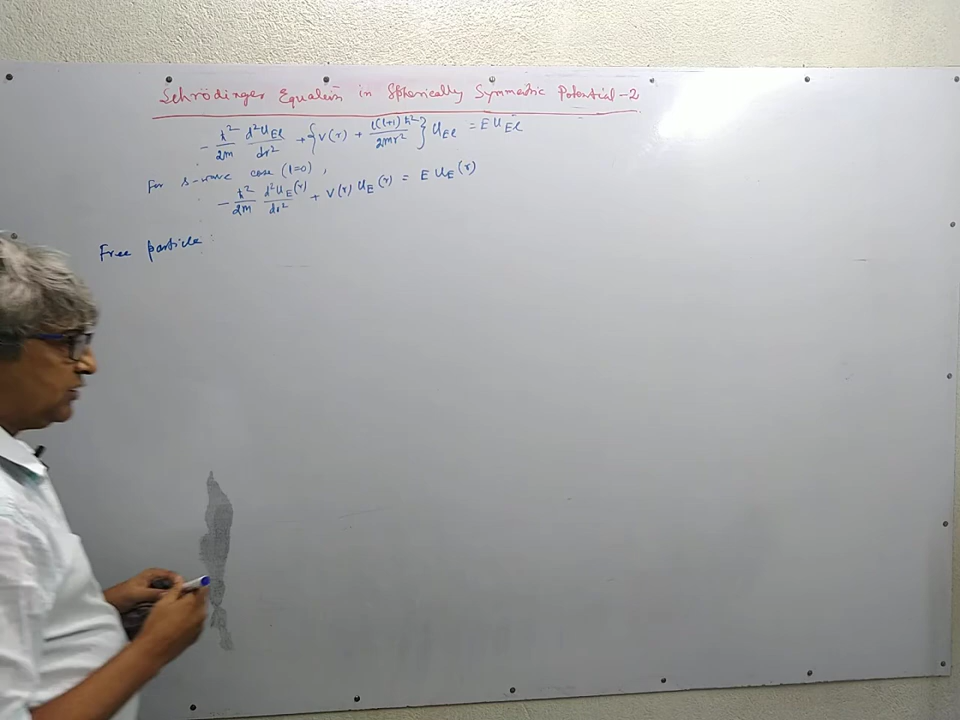 Schrödinger Equation in Spherically Symmetric Potential-2
-ħ²/2m d²u_El/dr² + {V(r) + l(l+1)ħ²/2mr²} u_El = E u_El
For s-wave case (l=0),
-ħ²/2m d²u_E(r)/dr² + V(r) u_E(r) = E u_E(r)
Free particle: